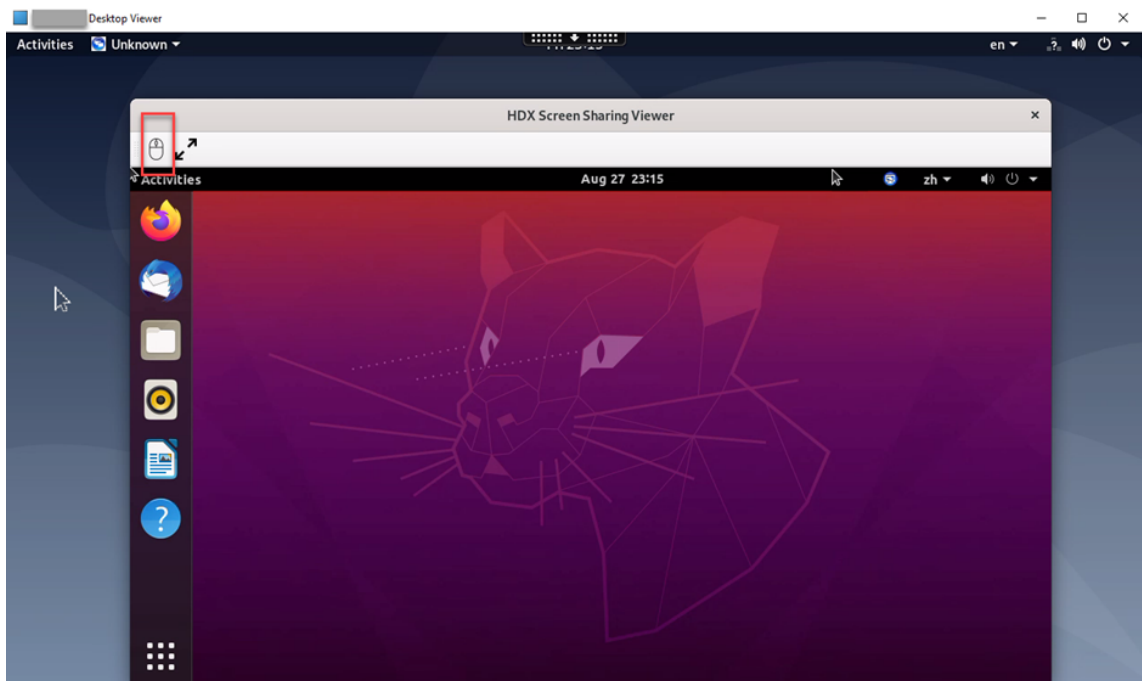 Desktop Viewer
Activities Unknown en
HDX Screen Sharing Viewer
Activities Aug 27 23:15 zh